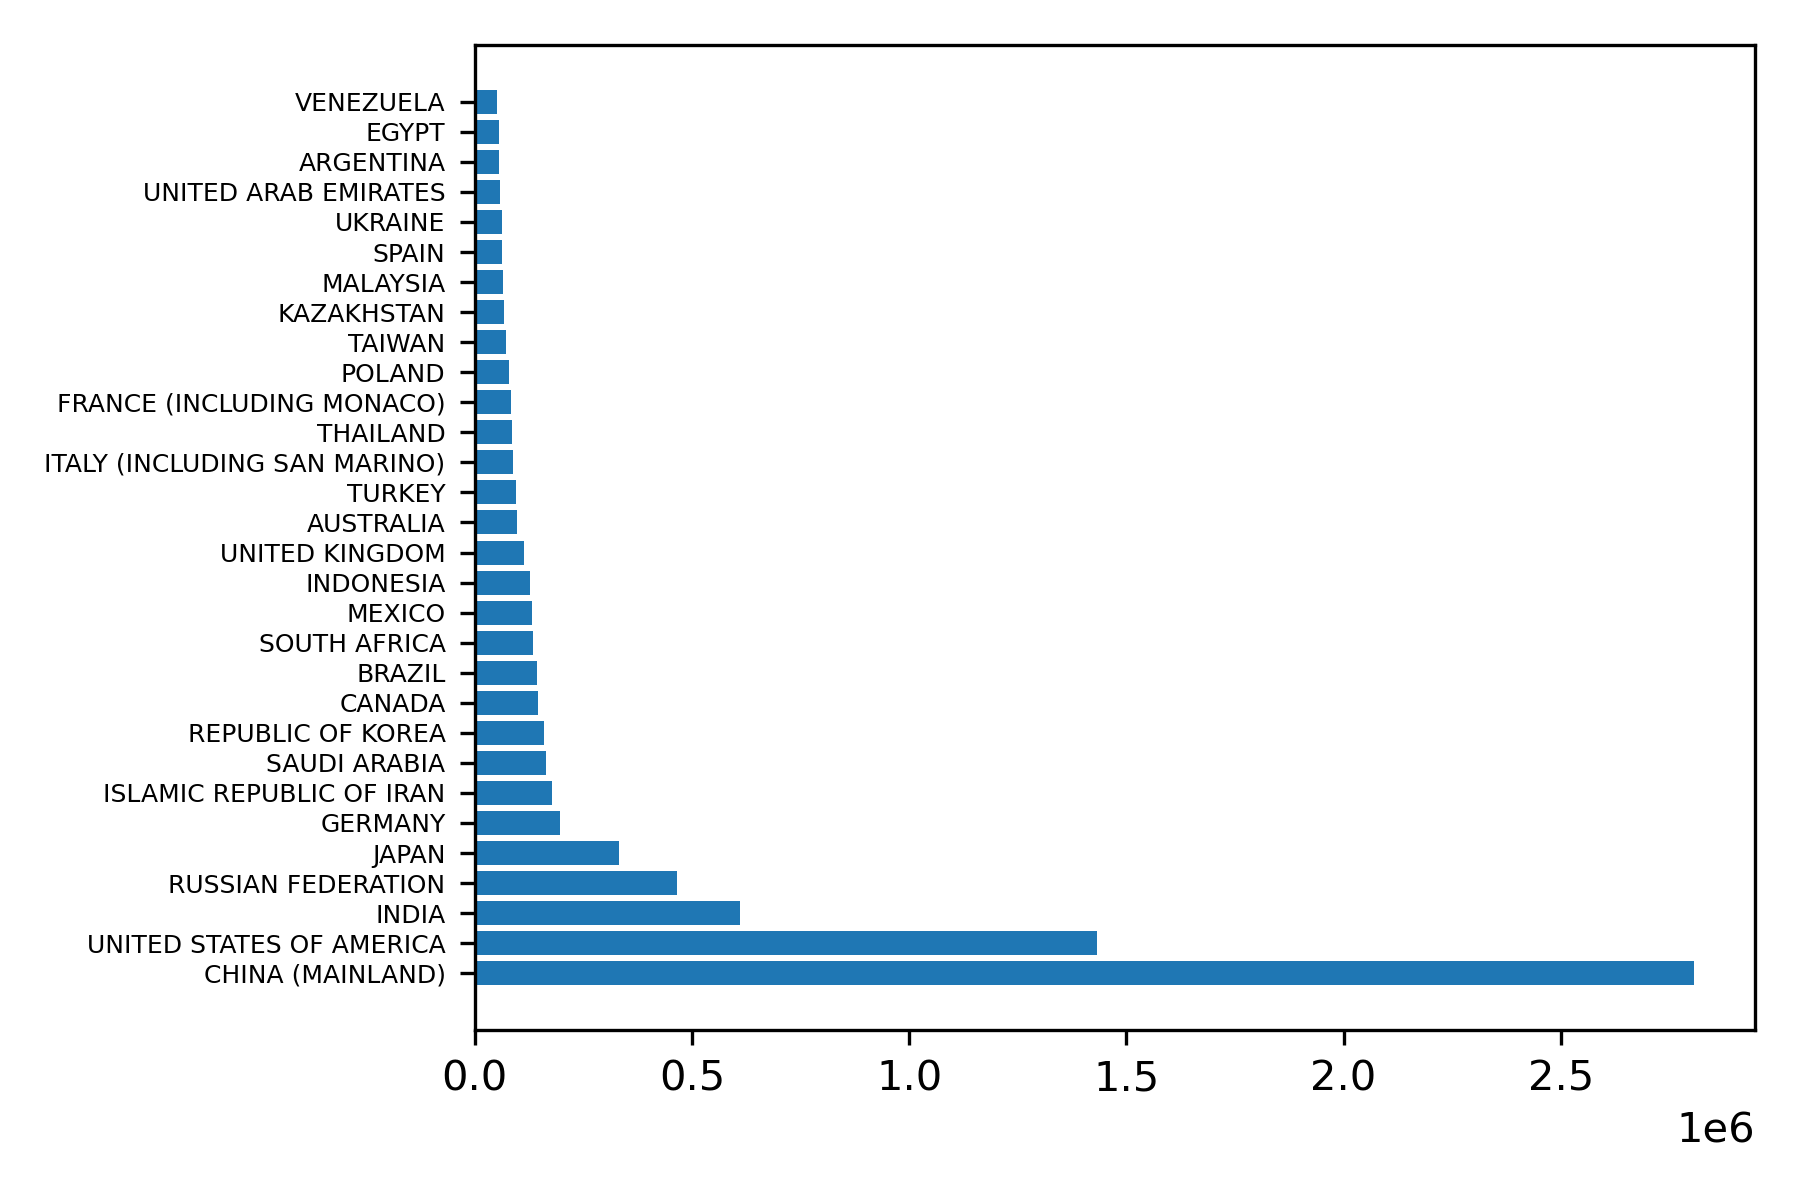 VENEZUELA
EGYPT
ARGENTINA
UNITED ARAB EMIRATES
UKRAINE
SPAIN
MALAYSIA
KAZAKHSTAN
TAIWAN
POLAND
FRANCE (INCLUDING MONACO)
THAILAND
ITALY (INCLUDING SAN MARINO)
TURKEY
AUSTRALIA
UNITED KINGDOM
INDONESIA
MEXICO
SOUTH AFRICA
BRAZIL
CANADA
REPUBLIC OF KOREA
SAUDI ARABIA
ISLAMIC REPUBLIC OF IRAN
GERMANY
JAPAN
RUSSIAN FEDERATION
INDIA
UNITED STATES OF AMERICA
CHINA (MAINLAND)
0.0 0.5 1.0 1.5 2.0 2.5
1e6